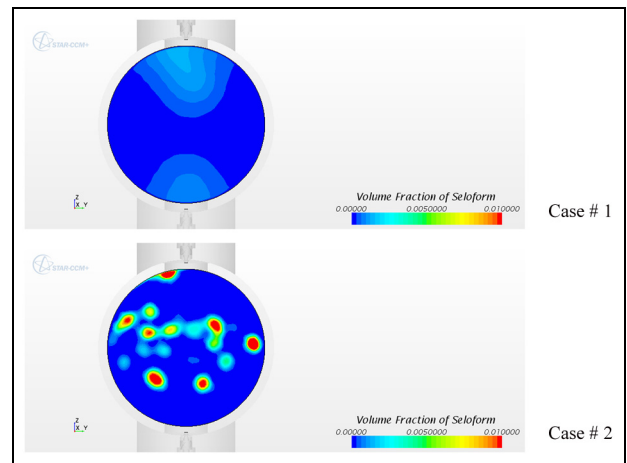 STAR-CCM+
Z
X Y
Volume Fraction of Seloform
0.00000 0.0050000 0.010000
Case # 1
STAR-CCM+
Z
X Y
Volume Fraction of Seloform
0.00000 0.0050000 0.010000
Case # 2